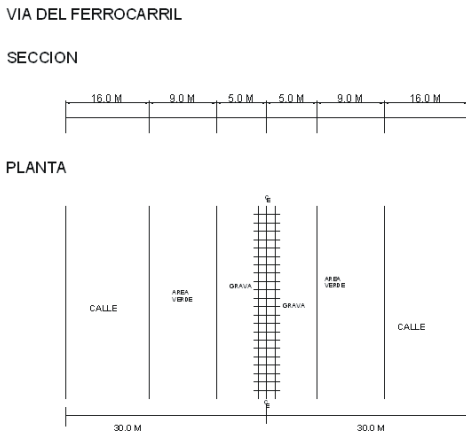 VIA DEL FERROCARRIL
SECCION
16.0 M 9.0 M 5.0 M 5.0 M 9.0 M 16.0 M
PLANTA
℄
AREA
VERDE
GRAVA
AREA
VERDE
CALLE
GRAVA
CALLE
℄
30.0 M 30.0 M